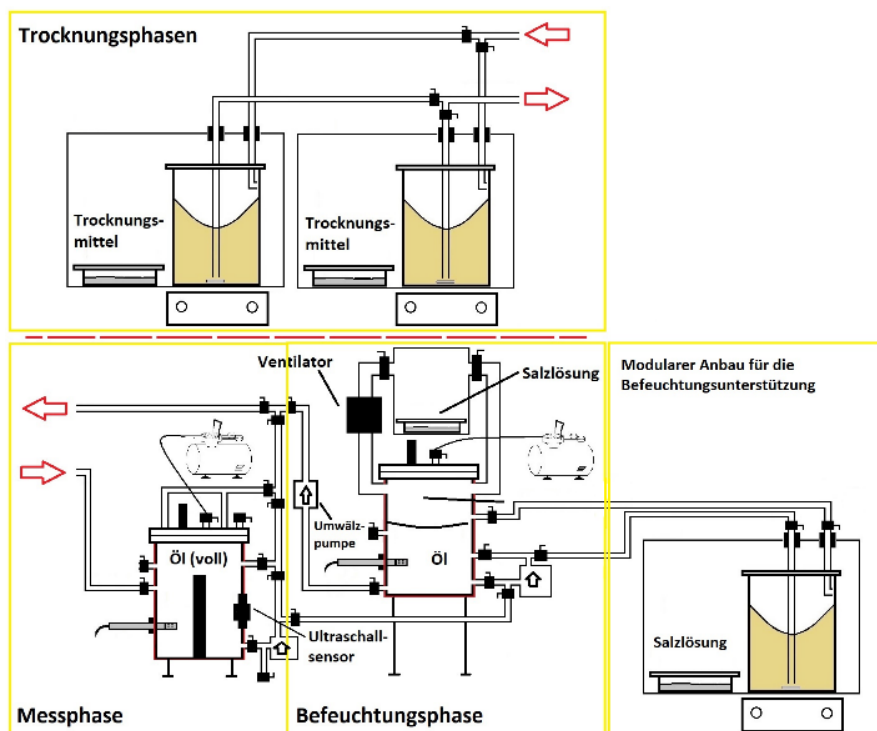 Trocknungsphasen
Trocknungs-
mittel
Trocknungs-
mittel
Ventilator
Salzlösung
Modularer Anbau für die
Befeuchtungsunterstützung
Umwälz-
pumpe
Öl (voll)
Öl
Ultraschall-
sensor
Salzlösung
Messphase
Befeuchtungsphase